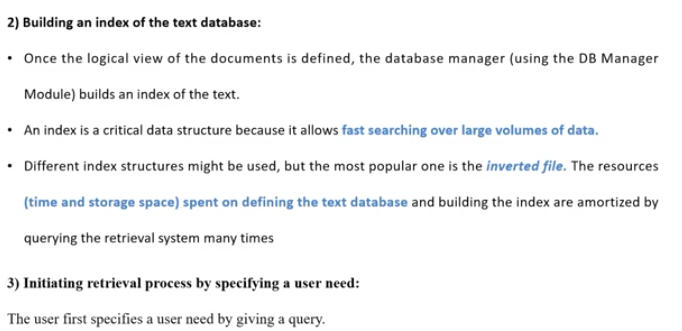 2) Building an index of the text database:
• Once the logical view of the documents is defined, the database manager (using the DB Manager
Module) builds an index of the text.
• An index is a critical data structure because it allows fast searching over large volumes of data.
• Different index structures might be used, but the most popular one is the inverted file. The resources
(time and storage space) spent on defining the text database and building the index are amortized by
querying the retrieval system many times
3) Initiating retrieval process by specifying a user need:
The user first specifies a user need by giving a query.